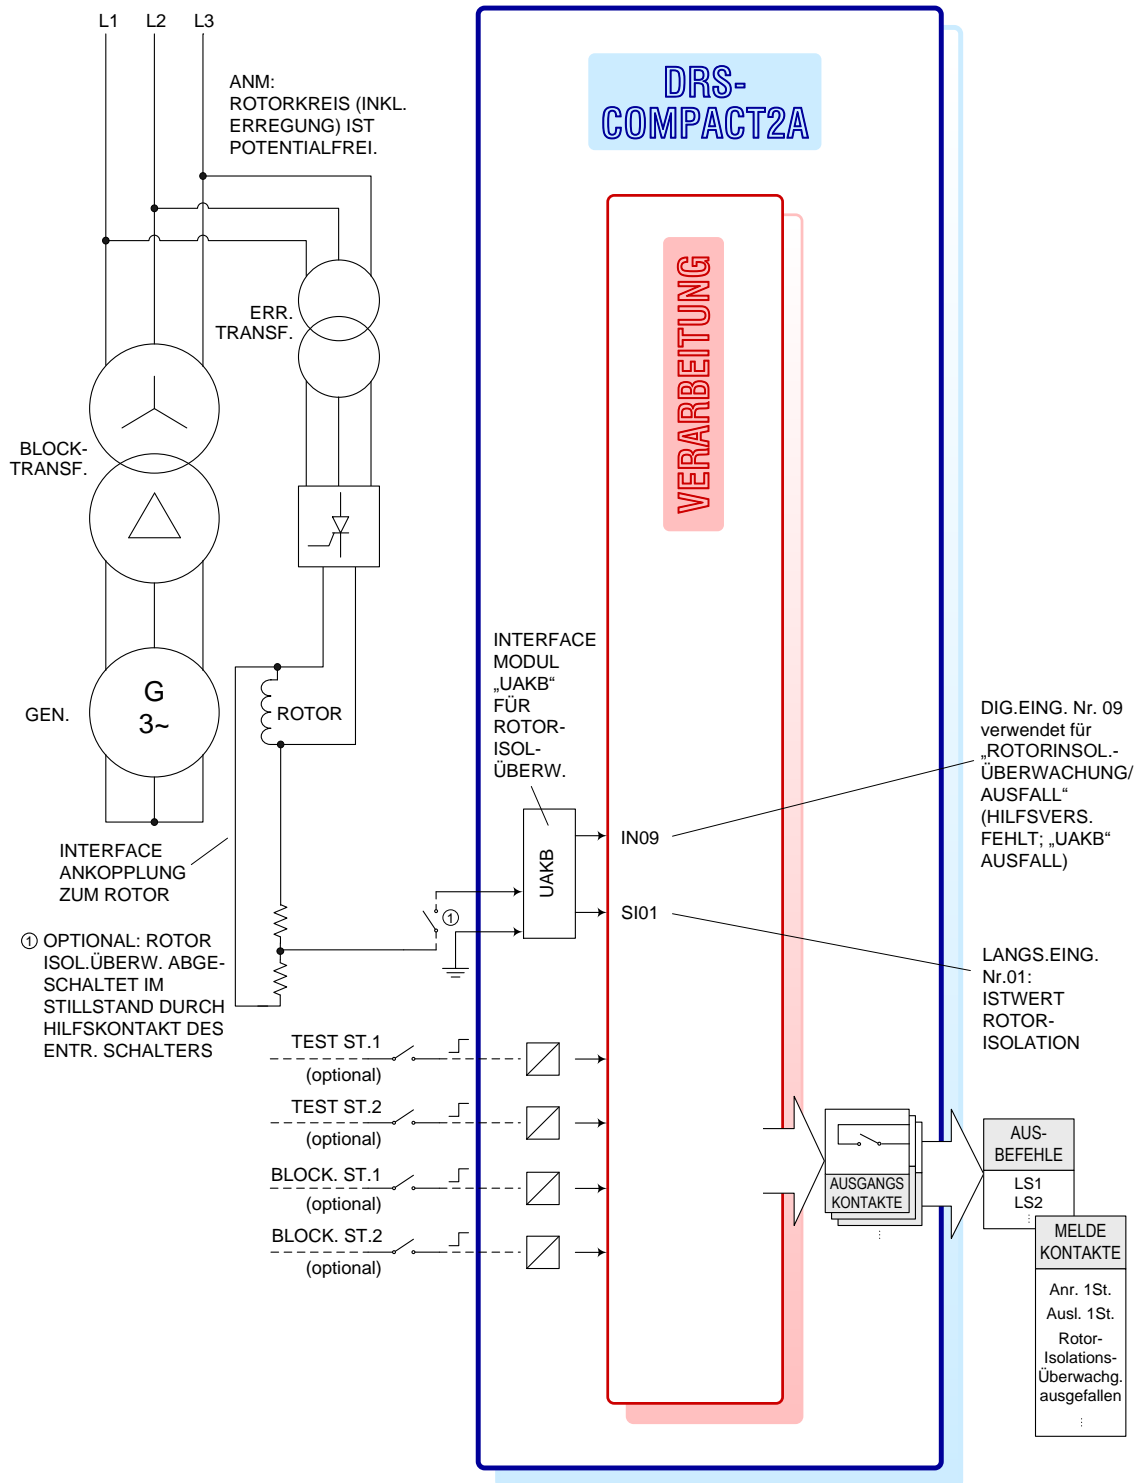 L1 L2 L3
ANM:
ROTORKREIS (INKL.
ERREGUNG) IST
POTENTIALFREI.
DRS-
COMPACT2A
VERARBEITUNG
ERR.
TRANSF.
BLOCK-
TRANSF.
GEN.
G
3~
ROTOR
INTERFACE
MODUL
„UAKB“
FÜR
ROTOR-
ISOL-
ÜBERW.
UAKB
IN09
SI01
DIG.EING. Nr. 09
verwendet für
„ROTORINSOL.-
ÜBERWACHUNG/
AUSFALL“
(HILFSVERS.
FEHLT; „UAKB“
AUSFALL)
INTERFACE
ANKOPPLUNG
ZUM ROTOR
①
① OPTIONAL: ROTOR
ISOL.ÜBERW. ABGE-
SCHALTET IM
STILLSTAND DURCH
HILFSKONTAKT DES
ENTR. SCHALTERS
LANGS.EING.
Nr.01:
ISTWERT
ROTOR-
ISOLATION
TEST ST.1
(optional)
TEST ST.2
(optional)
BLOCK. ST.1
(optional)
BLOCK. ST.2
(optional)
AUSGANGS
KONTAKTE
⋮
AUS-
BEFEHLE
LS1
LS2
⋮
MELDE
KONTAKTE
Anr. 1St.
Ausl. 1St.
Rotor-
Isolations-
Überwachg.
ausgefallen
⋮